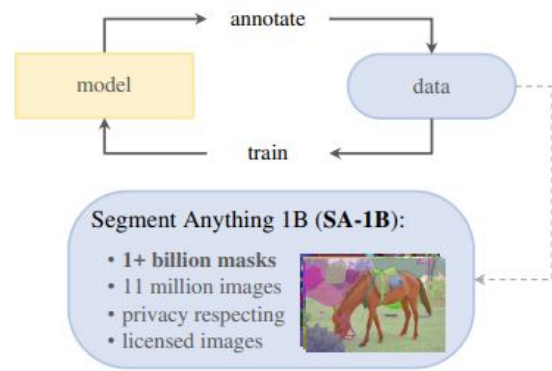 annotate
model
data
train
Segment Anything 1B (SA-1B):
• 1+ billion masks
• 11 million images
• privacy respecting
• licensed images